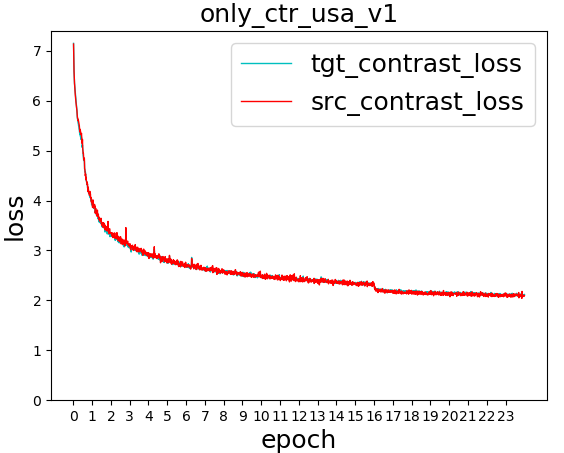 only_ctr_usa_v1
tgt_contrast_loss
src_contrast_loss
7
6
5
4
3
2
1
0
loss
0 1 2 3 4 5 6 7 8 9 10 11 12 13 14 15 16 17 18 19 20 21 22 23
epoch